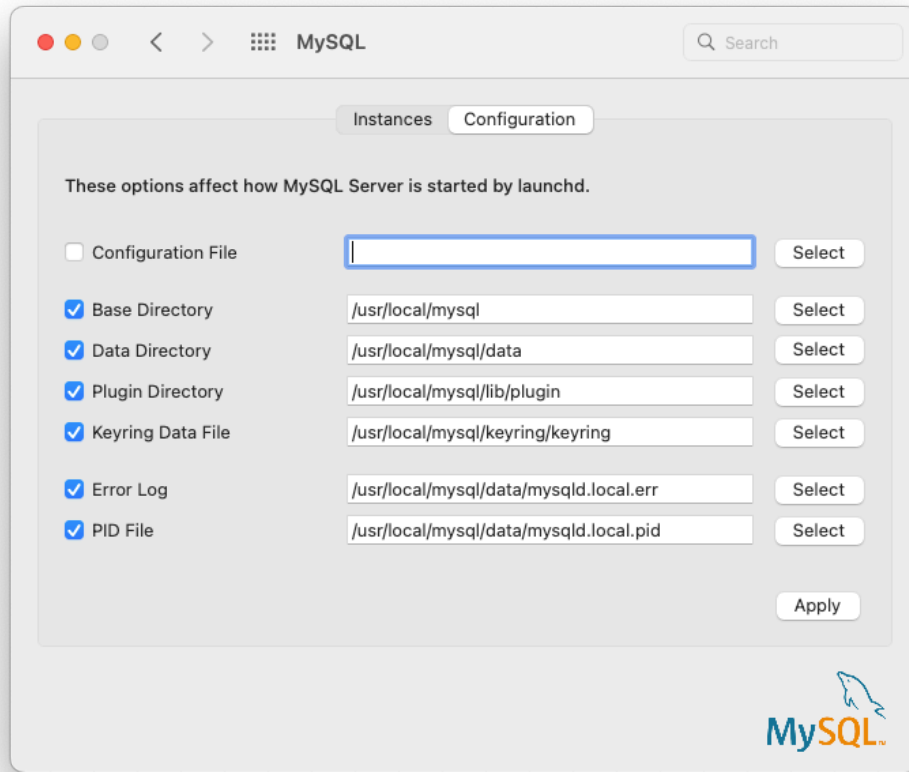 MySQL
Search
Instances Configuration
These options affect how MySQL Server is started by launchd.
Configuration File Select
Base Directory /usr/local/mysql Select
Data Directory /usr/local/mysql/data Select
Plugin Directory /usr/local/mysql/lib/plugin Select
Keyring Data File /usr/local/mysql/keyring/keyring Select
Error Log /usr/local/mysql/data/mysqld.local.err Select
PID File /usr/local/mysql/data/mysqld.local.pid Select
Apply
MySQL™